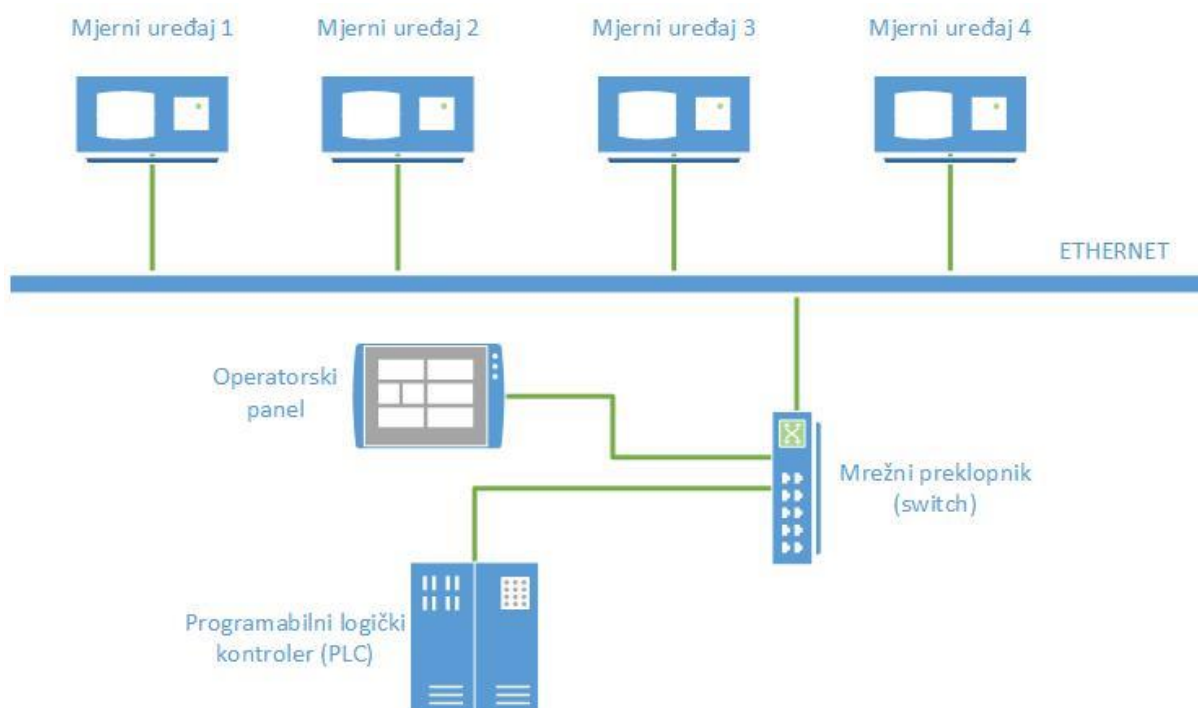 Mjerni uređaj 1
Mjerni uređaj 2
Mjerni uređaj 3
Mjerni uređaj 4
ETHERNET
Operatorski
panel
Mrežni preklopnik
(switch)
Programabilni logički
kontroler (PLC)